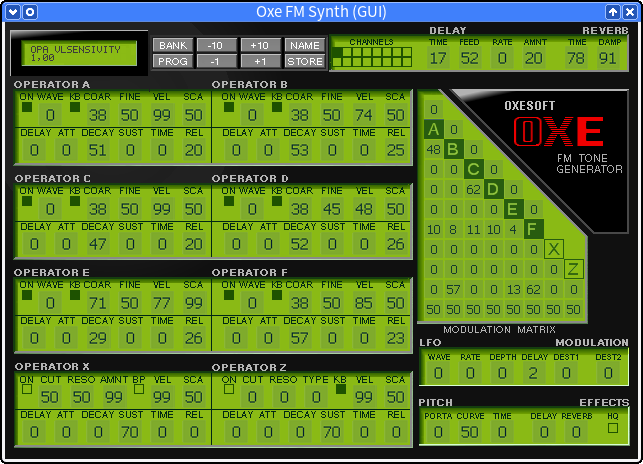 Oxe FM Synth (GUI)
OPA VLSENSIVITY
1,00
BANK -10 +10 NAME
PROG -1 +1 STORE
CHANNELS
DELAY REVERB
TIME FEED RATE AMNT TIME DAMP
17 52 0 20 78 91
OPERATOR A
ON WAVE KB COAR FINE VEL SCA
0 38 50 99 50
DELAY ATT DECAY SUST TIME REL
0 0 51 0 0 20
OPERATOR B
ON WAVE KB COAR FINE VEL SCA
0 38 50 74 50
DELAY ATT DECAY SUST TIME REL
0 0 53 0 0 25
OPERATOR C
ON WAVE KB COAR FINE VEL SCA
0 38 50 99 50
DELAY ATT DECAY SUST TIME REL
0 0 47 0 0 20
OPERATOR D
ON WAVE KB COAR FINE VEL SCA
0 38 45 48 50
DELAY ATT DECAY SUST TIME REL
0 0 52 0 0 26
OPERATOR E
ON WAVE KB COAR FINE VEL SCA
0 71 50 77 99
DELAY ATT DECAY SUST TIME REL
0 0 29 0 0 26
OPERATOR F
ON WAVE KB COAR FINE VEL SCA
0 38 50 85 50
DELAY ATT DECAY SUST TIME REL
0 0 57 0 0 23
OPERATOR X
ON CUT RESO AMNT BP VEL SCA
50 50 99 99 50
DELAY ATT DECAY SUST TIME REL
0 0 0 70 0 0
OPERATOR Z
ON CUT RESO TYPE KB VEL SCA
0 0 0 99 50
DELAY ATT DECAY SUST TIME REL
0 0 0 70 0 0
OXESOFT
OXE
FM TONE
GENERATOR
0
A 0
48 B 0
0 0 C 0
0 0 62 D 0
0 0 0 0 E 0
10 8 11 10 4 F 0
0 0 0 0 0 0 X
0 0 0 0 0 0 0 Z
0 57 0 0 13 62 0 0
50 50 50 50 50 50 50 50
MODULATION MATRIX
LFO MODULATION
WAVE RATE DEPTH DELAY DEST1 DEST2
0 0 0 2 0 0
PITCH EFFECTS
PORTA CURVE TIME DELAY REVERB HQ
0 50 0 0 0